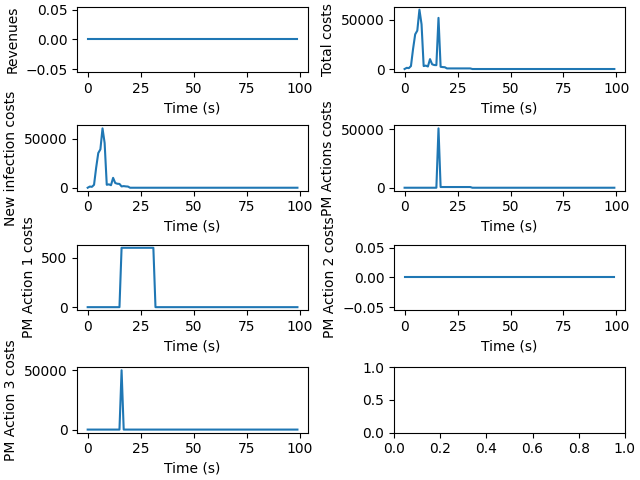 Revenues
0.05
0.00
−0.05
0 25 50 75 100
Time (s)
Total costs
50000
0
0 25 50 75 100
Time (s)
New infection costs
50000
0
0 25 50 75 100
Time (s)
PM Actions costs
50000
0
0 25 50 75 100
Time (s)
PM Action 1 costs
500
0
0 25 50 75 100
Time (s)
PM Action 2 costs
0.05
0.00
−0.05
0 25 50 75 100
Time (s)
PM Action 3 costs
50000
0
0 25 50 75 100
Time (s)
1.0
0.5
0.0
0.0 0.2 0.4 0.6 0.8 1.0